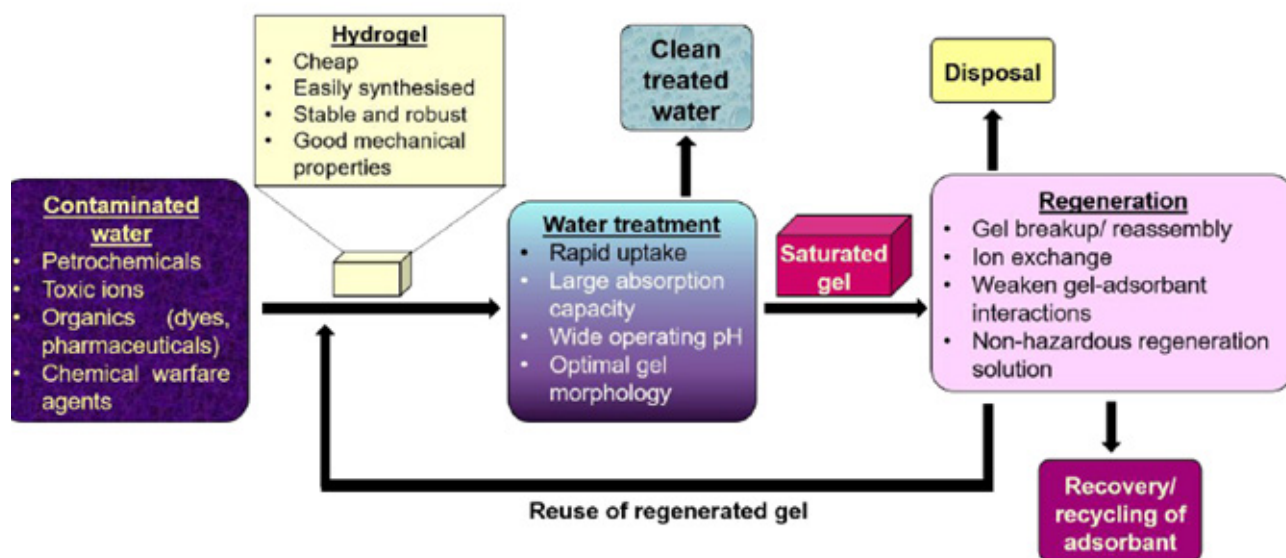 Hydrogel
• Cheap
• Easily synthesised
• Stable and robust
• Good mechanical
properties
Clean
treated
water
Disposal
Contaminated
water
• Petrochemicals
• Toxic ions
• Organics (dyes,
pharmaceuticals)
• Chemical warfare
agents
Water treatment
• Rapid uptake
• Large absorption
capacity
• Wide operating pH
• Optimal gel
morphology
Saturated
gel
Regeneration
• Gel breakup/ reassembly
• Ion exchange
• Weaken gel-adsorbant
interactions
• Non-hazardous regeneration
solution
Reuse of regenerated gel
Recovery/
recycling of
adsorbant